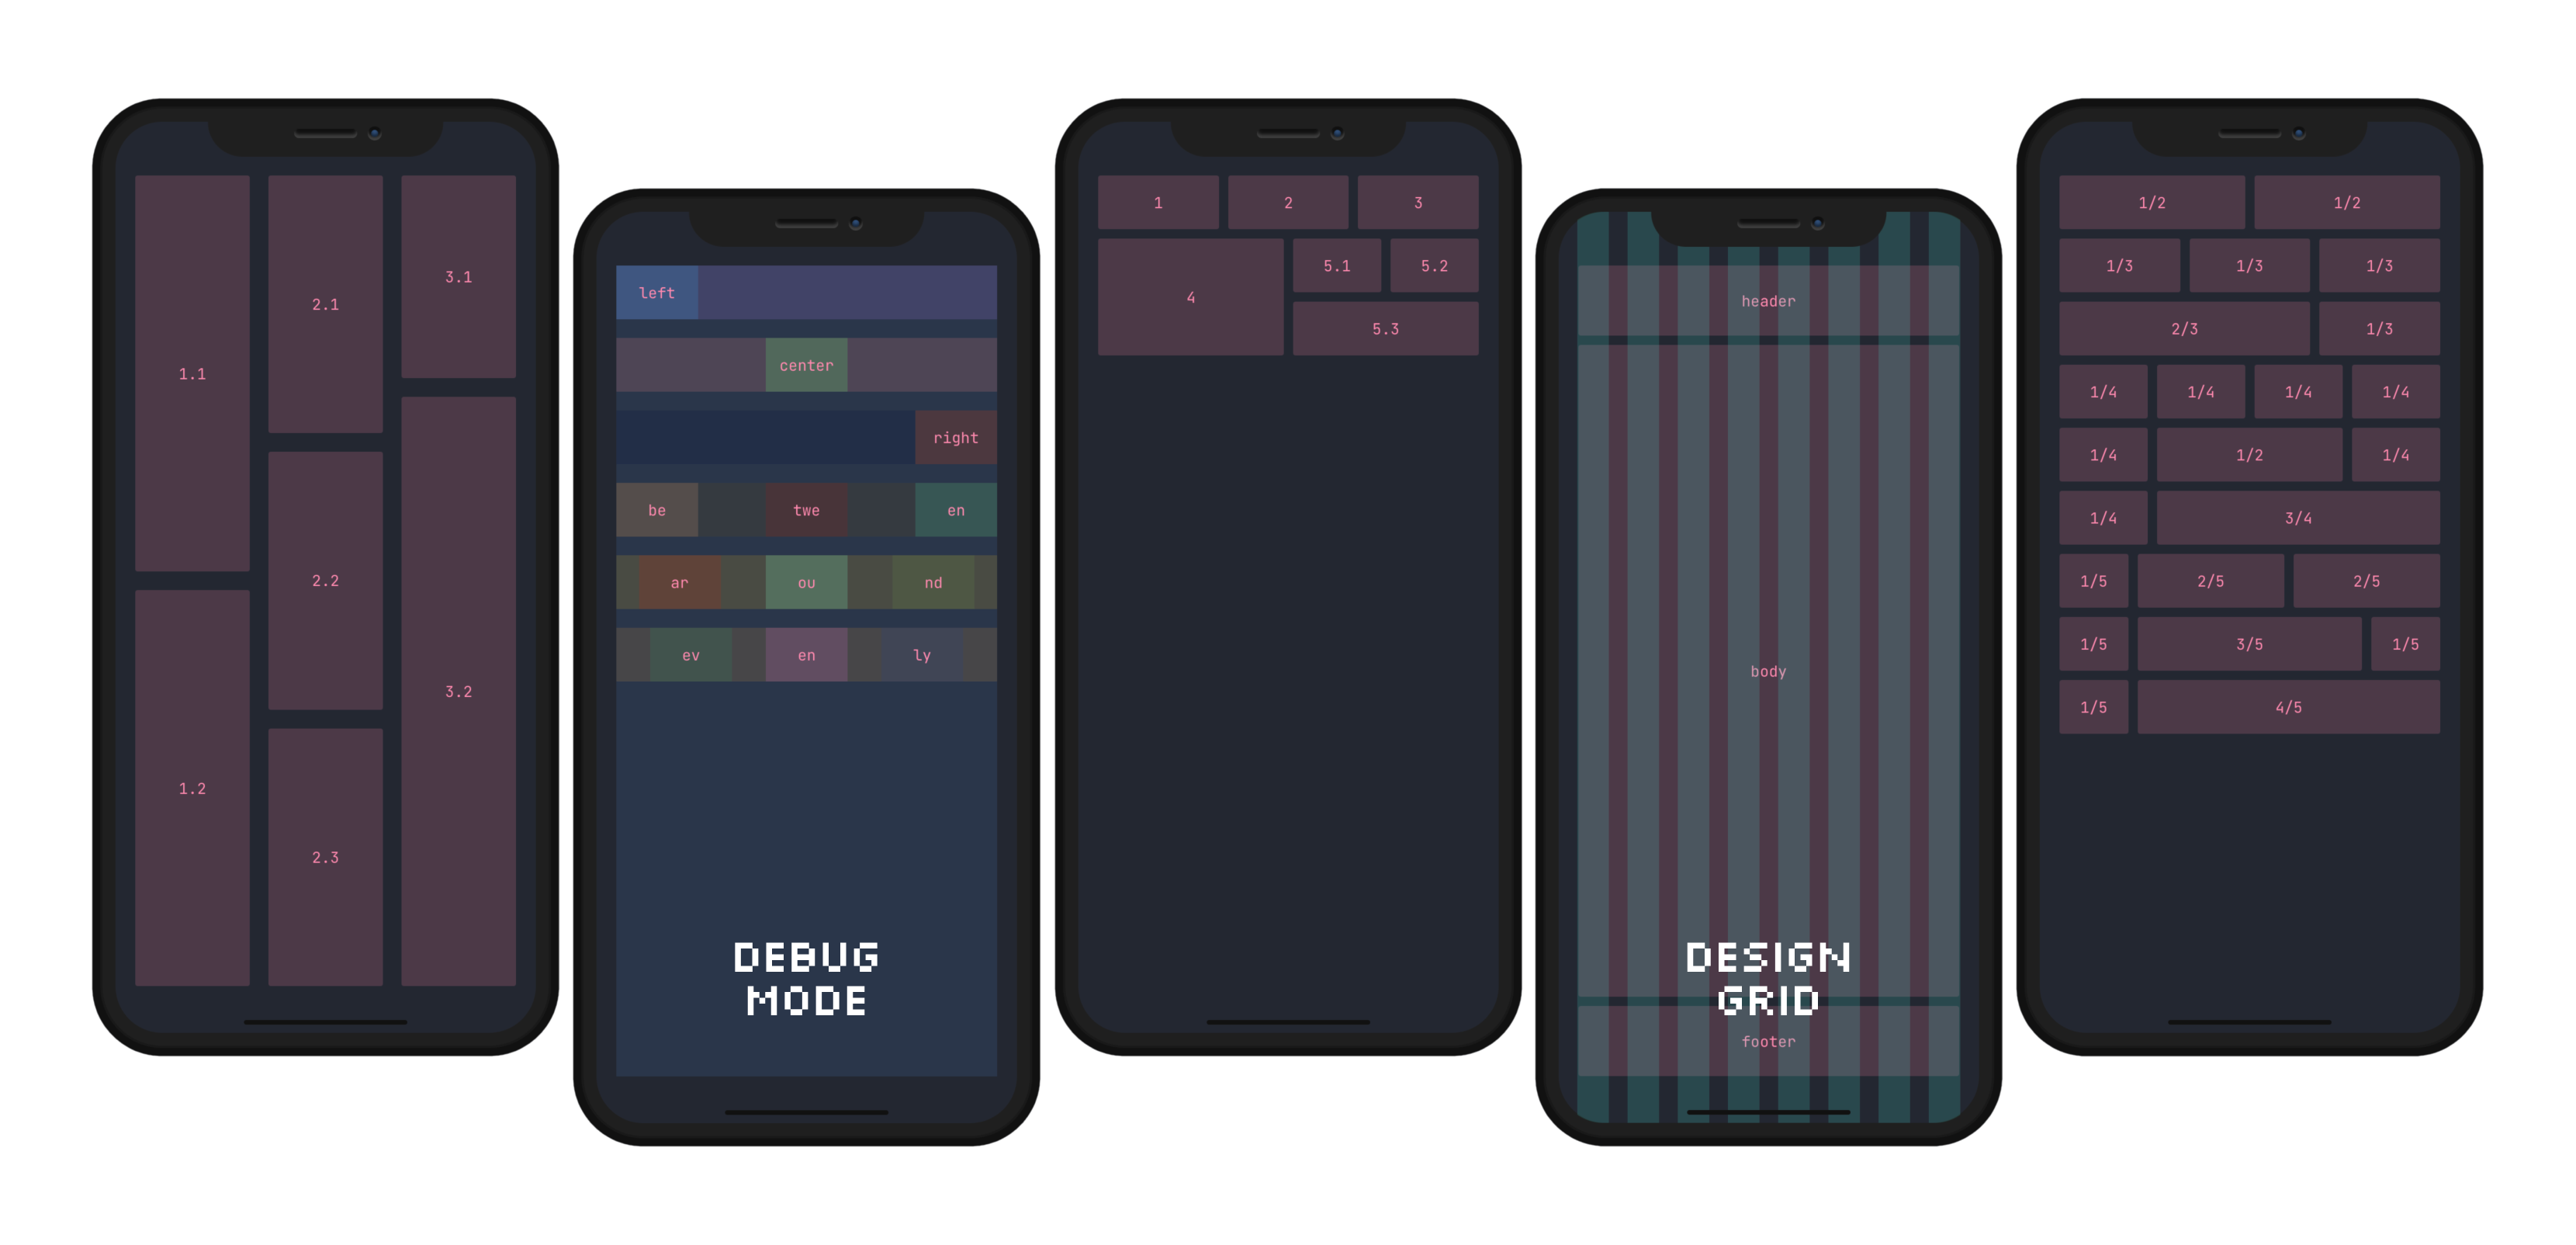 1.1
1.2
2.1
2.2
2.3
3.1
3.2
left
center
right
be twe en
ar ou nd
ev en ly
DEBUG
MODE
1 2 3
4
5.1 5.2
5.3
header
body
DESIGN
GRID
footer
1/2 1/2
1/3 1/3 1/3
2/3 1/3
1/4 1/4 1/4 1/4
1/4 1/2 1/4
1/4 3/4
1/5 2/5 2/5
1/5 3/5 1/5
1/5 4/5